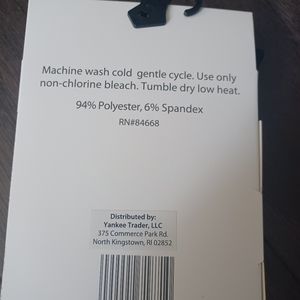 Machine wash cold gentle cycle. Use only
non-chlorine bleach. Tumble dry low heat.
94% Polyester, 6% Spandex
RN#84668
Distributed by:
Yankee Trader, LLC
375 Commerce Park Rd.
North Kingstown, RI 02852